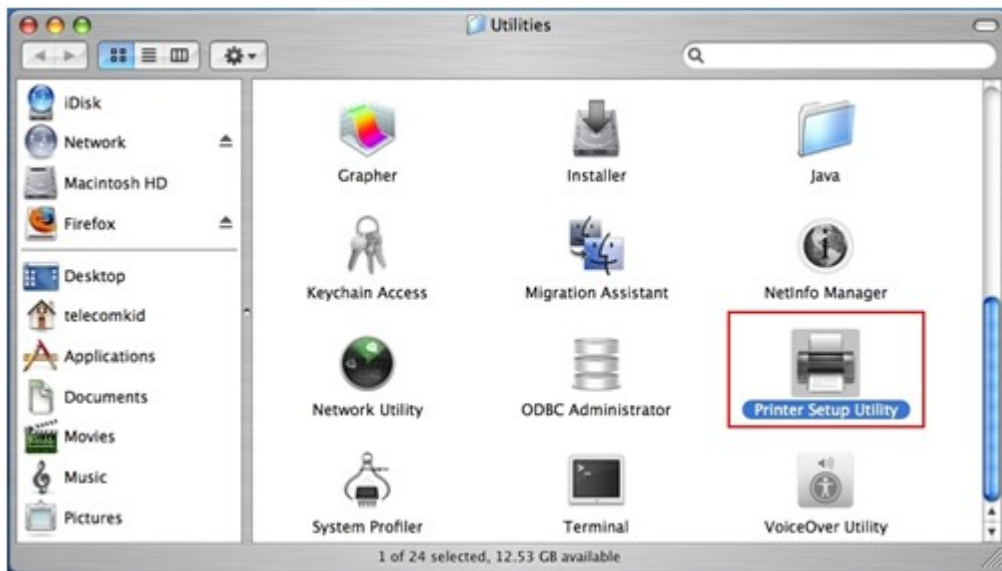 Utilities
iDisk
Network
Macintosh HD
Firefox
Desktop
telecomkid
Applications
Documents
Movies
Music
Pictures
Grapher
Installer
Java
Keychain Access
Migration Assistant
NetInfo Manager
Network Utility
ODBC Administrator
Printer Setup Utility
System Profiler
Terminal
VoiceOver Utility
1 of 24 selected, 12.53 GB available